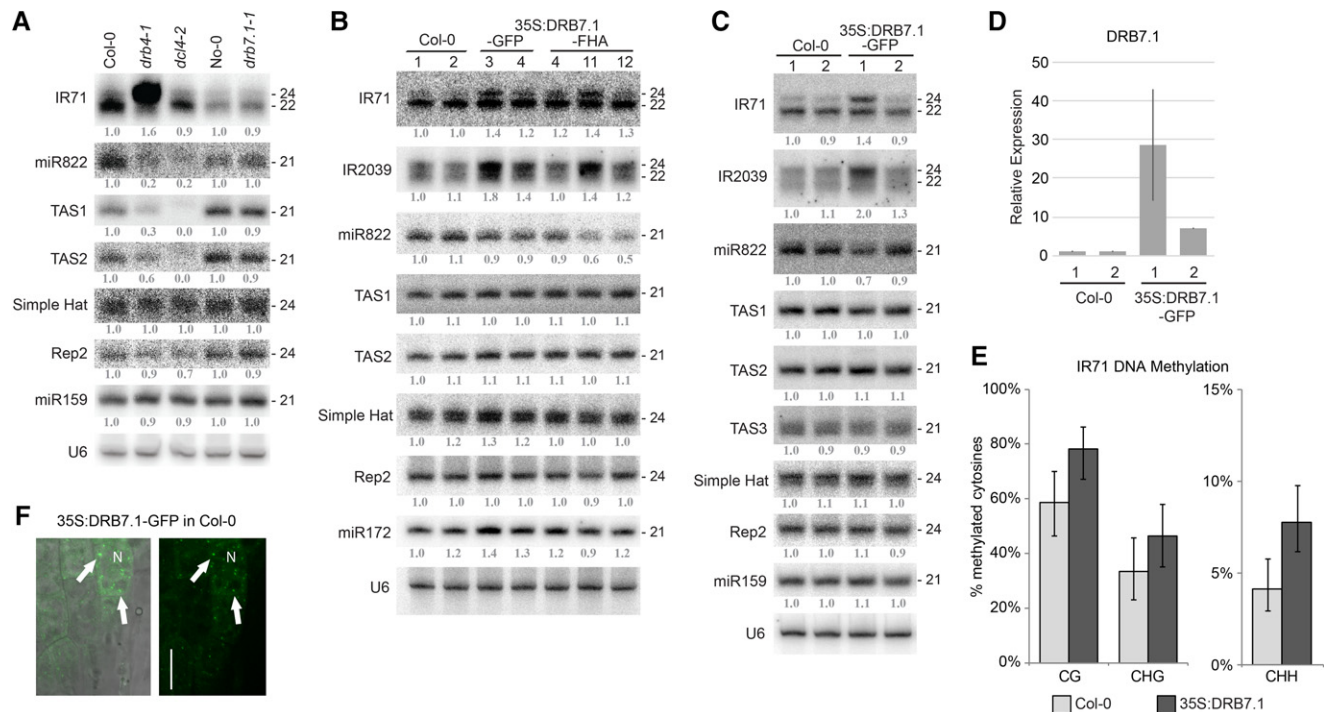 A
Col-0 drb4-1 dcl4-2 No-0 drb7.1-1
IR71
- 24
- 22
1.0 1.6 0.9 1.0 0.9
miR822 - 21
1.0 0.2 0.2 1.0 1.1
TAS1 - 21
1.0 0.3 0.0 1.0 0.9
TAS2 - 21
1.0 0.6 0.0 1.0 0.9
Simple Hat - 24
1.0 1.0 1.0 1.0 1.0
Rep2 - 24
1.0 0.9 0.7 1.0 0.9
miR159 - 21
1.0 0.9 0.9 1.0 1.0
U6
B
35S:DRB7.1
Col-0 -GFP -FHA
1 2 3 4 4 11 12
IR71
- 24
- 22
1.0 1.0 1.4 1.2 1.2 1.4 1.3
IR2039
- 24
- 22
1.0 1.1 1.8 1.4 1.0 1.4 1.2
miR822 - 21
1.0 1.1 0.9 0.9 0.9 0.6 0.5
TAS1 - 21
1.0 1.1 1.0 1.1 1.0 1.1 1.1
TAS2 - 21
1.0 1.1 1.1 1.1 1.0 1.1 1.1
Simple Hat - 24
1.0 1.2 1.3 1.2 1.0 1.0 1.0
Rep2 - 24
1.0 1.0 1.0 1.0 1.0 0.9 1.0
miR172 - 21
1.0 1.2 1.4 1.3 1.2 0.9 1.2
U6
C
35S:DRB7.1
Col-0 -GFP
1 2 1 2
IR71
- 24
- 22
1.0 0.9 1.4 0.9
IR2039
- 24
- 22
1.0 1.1 2.0 1.3
miR822 - 21
1.0 1.0 0.7 0.9
TAS1 - 21
1.0 1.0 1.0 1.0
TAS2 - 21
1.0 1.0 1.1 1.1
TAS3 - 21
1.0 0.9 0.9 0.9
Simple Hat - 24
1.0 1.1 1.1 1.0
Rep2 - 24
1.0 1.0 1.1 0.9
miR159 - 21
1.0 1.0 1.1 1.0
U6
D
DRB7.1
Relative Expression
50
40
30
20
10
0
1 2 1 2
Col-0 35S:DRB7.1
-GFP
E
IR71 DNA Methylation
% methylated cytosines
100%
80%
60%
40%
20%
0%
15%
10%
5%
0%
CG CHG CHH
Col-0 35S:DRB7.1
F
35S:DRB7.1-GFP in Col-0
N N